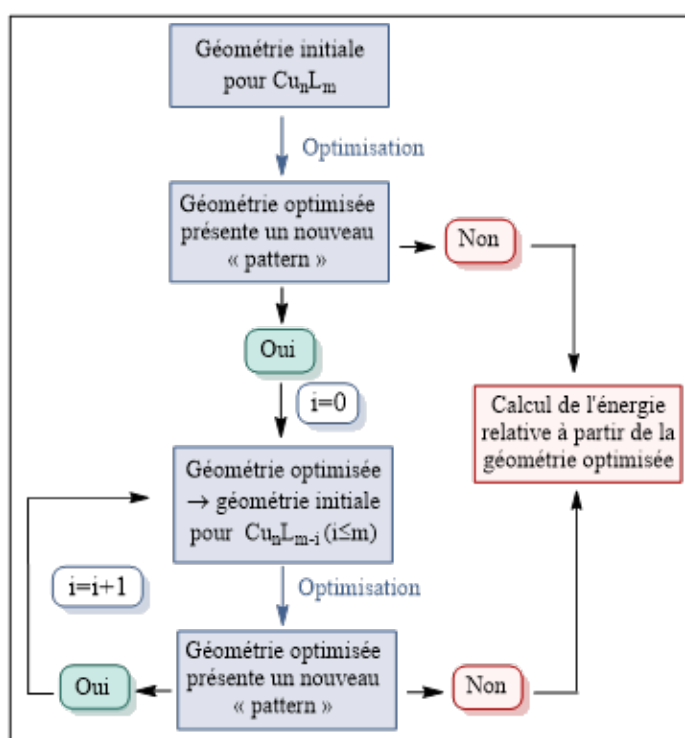 Géométrie initiale
pour CuₙLₘ
Optimisation
Géométrie optimisée
présente un nouveau
« pattern »
Non
Oui
i=0
Calcul de l'énergie
relative à partir de la
géométrie optimisée
Géométrie optimisée
→ géométrie initiale
pour CuₙLₘ₋ᵢ (i≤m)
i=i+1
Optimisation
Géométrie optimisée
présente un nouveau
« pattern »
Oui
Non